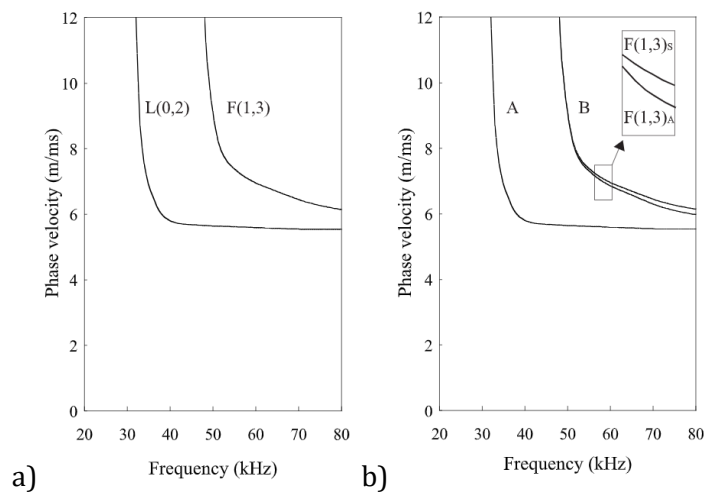 12
10
8
6
4
2
0
Phase velocity (m/ms)
L(0,2)
F(1,3)
20 30 40 50 60 70 80
Frequency (kHz)
a)
12
10
8
6
4
2
0
Phase velocity (m/ms)
A
B
F(1,3)S
F(1,3)A
20 30 40 50 60 70 80
Frequency (kHz)
b)